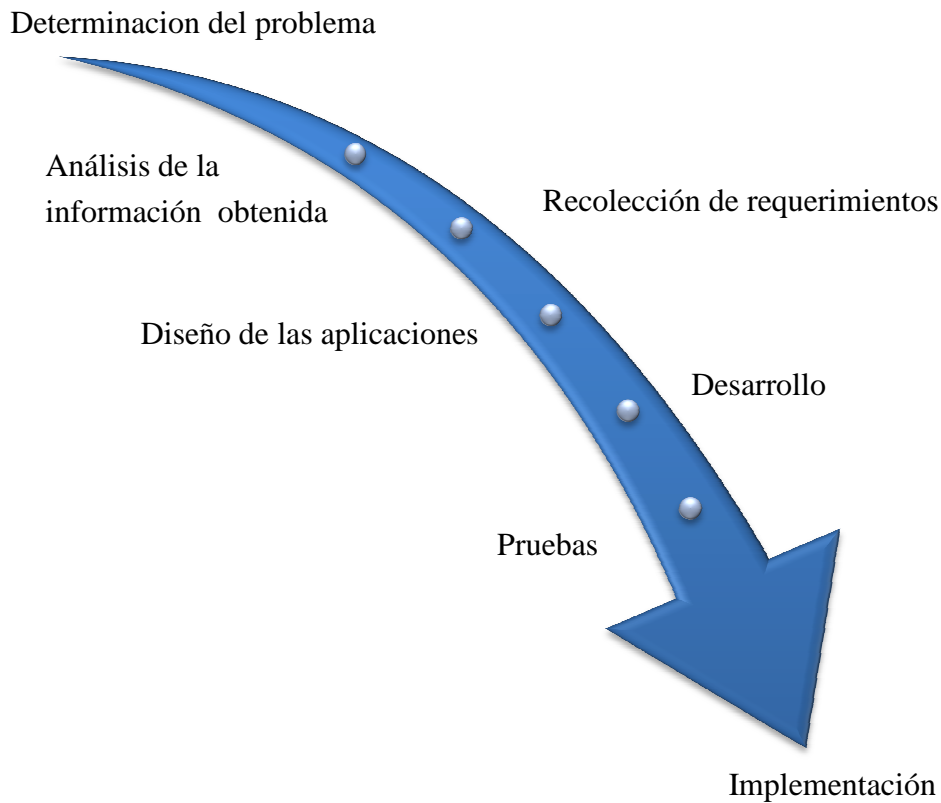 Determinacion del problema
Análisis de la
información obtenida
Recolección de requerimientos
Diseño de las aplicaciones
Desarrollo
Pruebas
Implementación